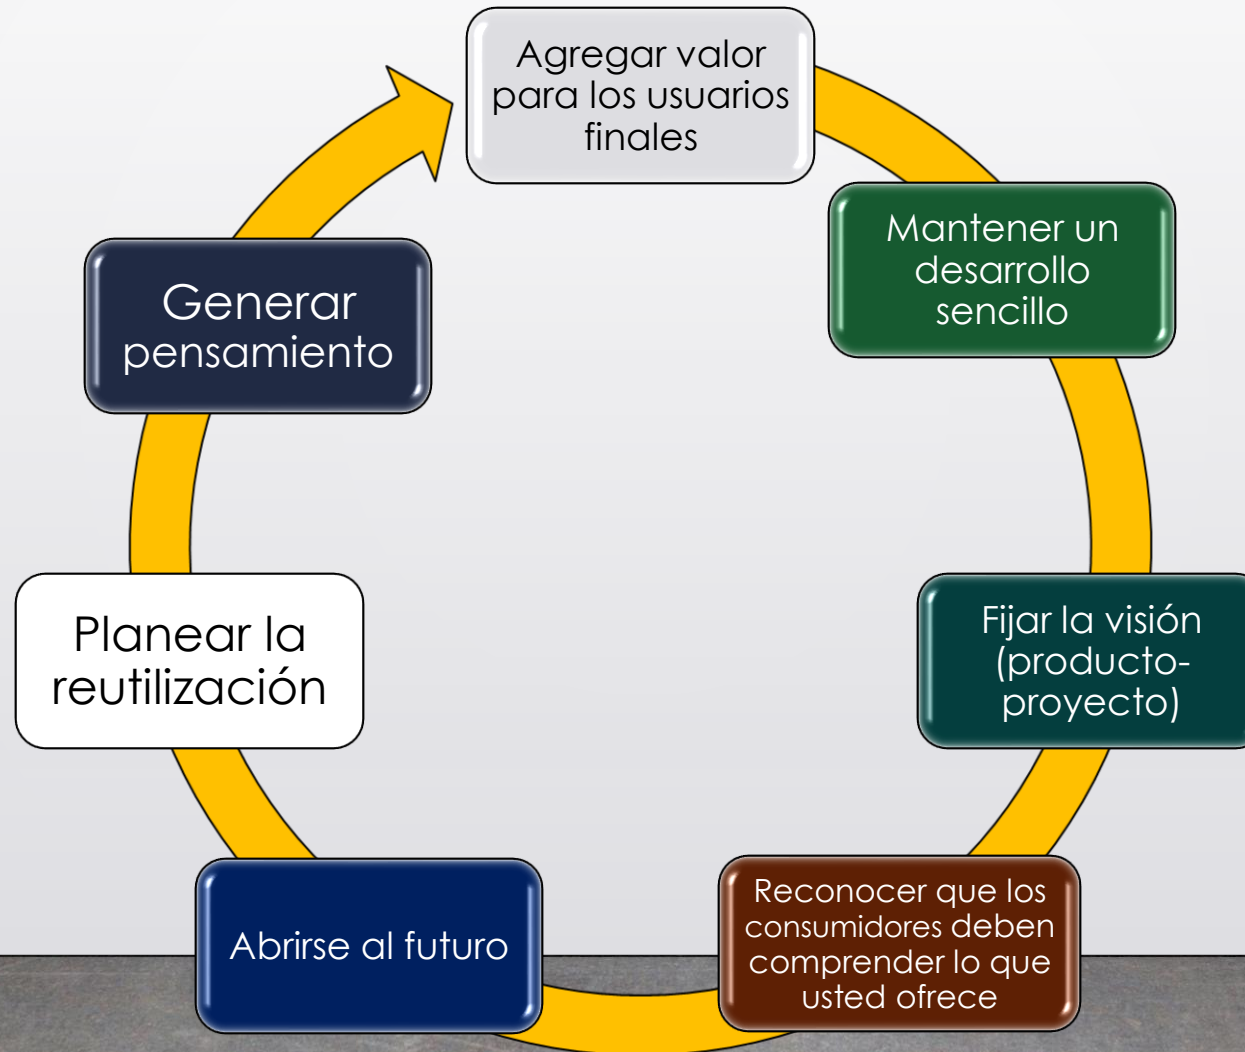 Agregar valor
para los usuarios
finales
Mantener un
desarrollo
sencillo
Fijar la visión
(producto-
proyecto)
Reconocer que los
consumidores deben
comprender lo que
usted ofrece
Abrirse al futuro
Planear la
reutilización
Generar
pensamiento